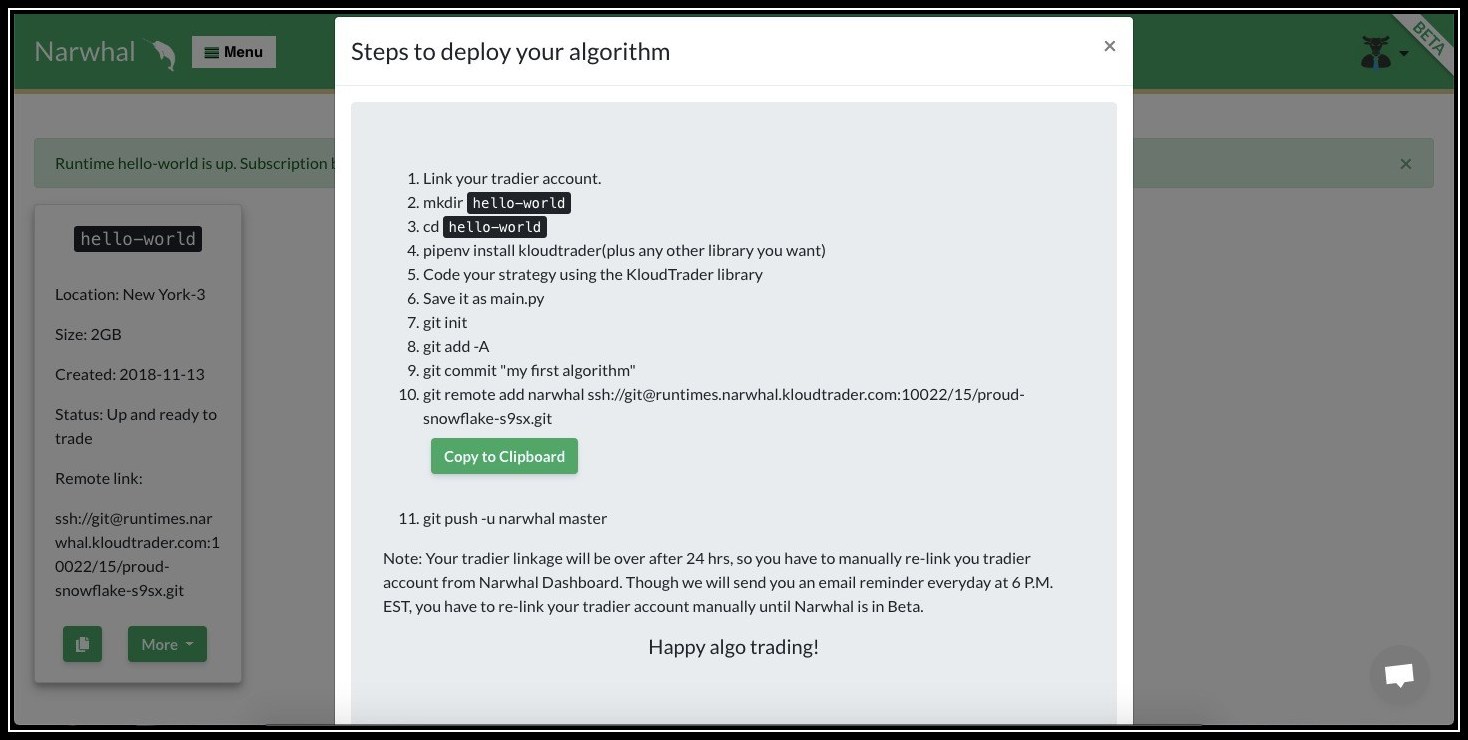 Narwhal
Menu
BETA
Steps to deploy your algorithm
×
Runtime hello-world is up. Subscription b
×
hello-world
Location: New York-3
Size: 2GB
Created: 2018-11-13
Status: Up and ready to
trade
Remote link:
ssh://git@runtimes.nar
whal.kloudtrader.com:1
0022/15/proud-
snowflake-s9sx.git
More
1. Link your tradier account.
2. mkdir hello-world
3. cd hello-world
4. pipenv install kloudtrader(plus any other library you want)
5. Code your strategy using the KloudTrader library
6. Save it as main.py
7. git init
8. git add -A
9. git commit "my first algorithm"
10. git remote add narwhal ssh://git@runtimes.narwhal.kloudtrader.com:10022/15/proud-
snowflake-s9sx.git
Copy to Clipboard
11. git push -u narwhal master
Note: Your tradier linkage will be over after 24 hrs, so you have to manually re-link you tradier
account from Narwhal Dashboard. Though we will send you an email reminder everyday at 6 P.M.
EST, you have to re-link your tradier account manually until Narwhal is in Beta.
Happy algo trading!